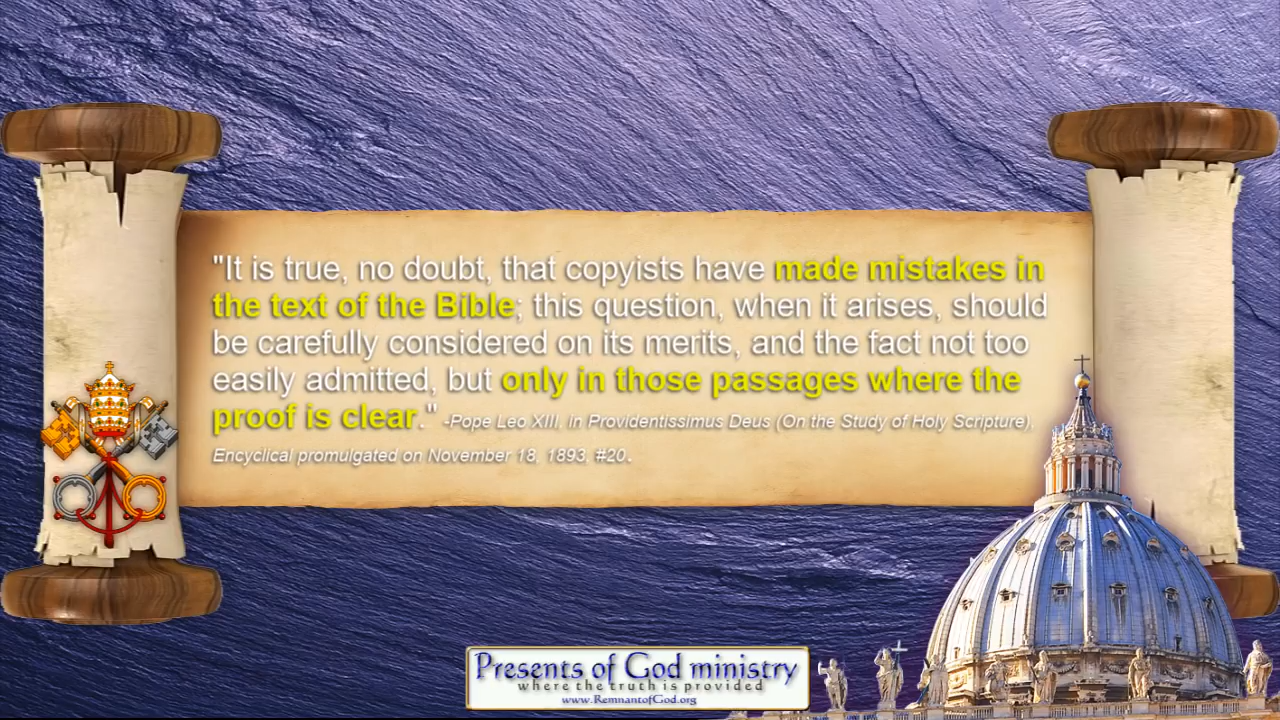 "It is true, no doubt, that copyists have made mistakes in
the text of the Bible; this question, when it arises, should
be carefully considered on its merits, and the fact not too
easily admitted, but only in those passages where the
proof is clear." -Pope Leo XIII, in Providentissimus Deus (On the Study of Holy Scripture),
Encyclical promulgated on November 18, 1893, #20.
Presents of God ministry
where the truth is provided
www.RemnantofGod.org